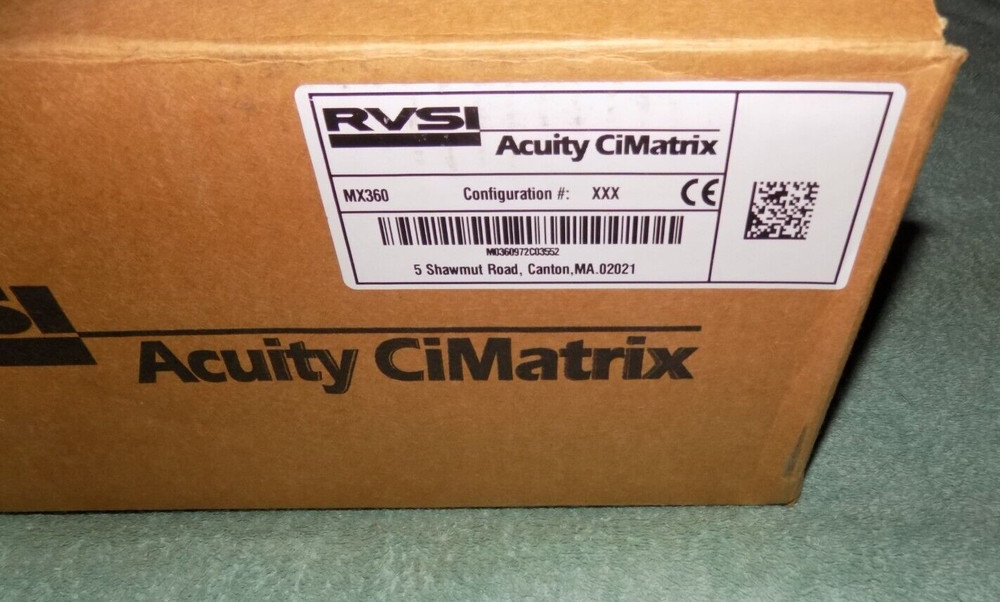 RVSI
Acuity CiMatrix
MX360 Configuration #: XXX CE
M0360972C03552
5 Shawmut Road, Canton,MA.02021
SI
Acuity CiMatrix